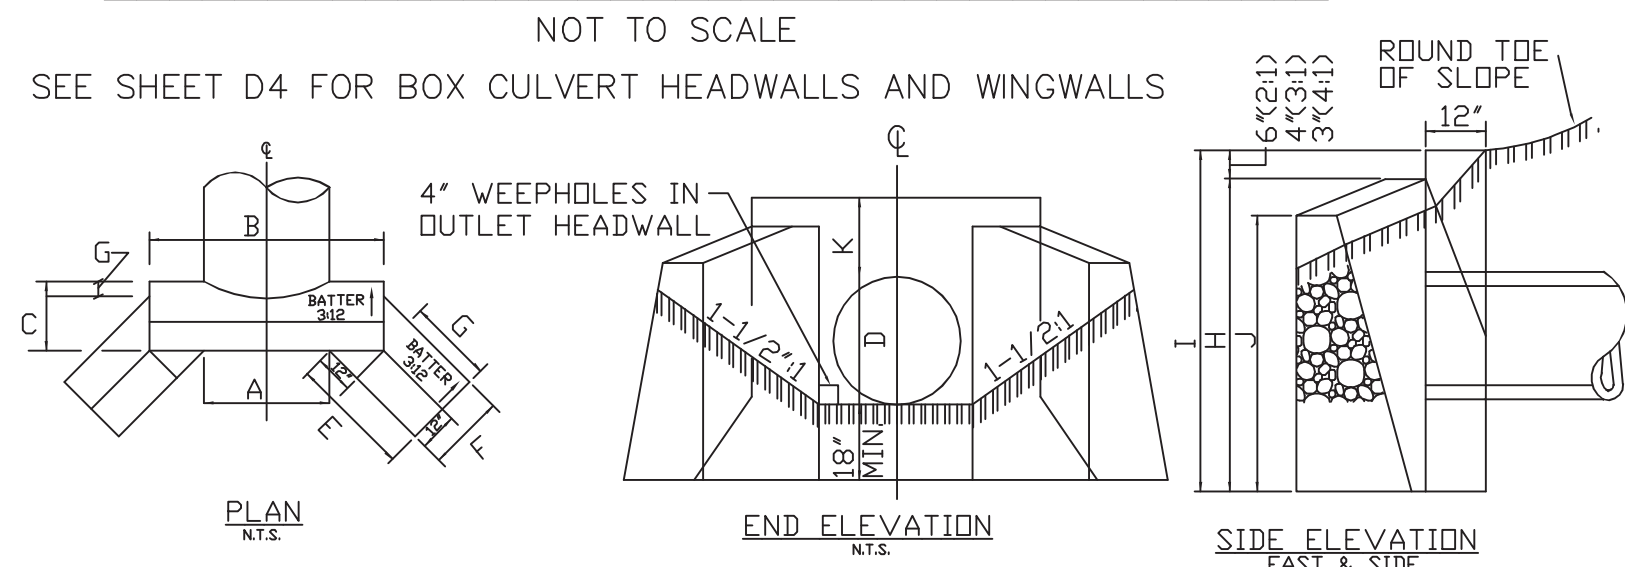 NOT TO SCALE
SEE SHEET D4 FOR BOX CULVERT HEADWALLS AND WINGWALLS
℄
B
G
C
BATTER
3:12
A
G
BATTER
3:12
12"
E
12"
F
PLAN
N.T.S.
4" WEEPHOLES IN
OUTLET HEADWALL
℄
K
D
1-1/2":1
1-1/2:1
18"
MIN.
END ELEVATION
N.T.S.
6"(2:1)
4"(3:1)
3"(4:1)
ROUND TOE
OF SLOPE
12"
I
H
J
SIDE ELEVATION
EAST & SIDE